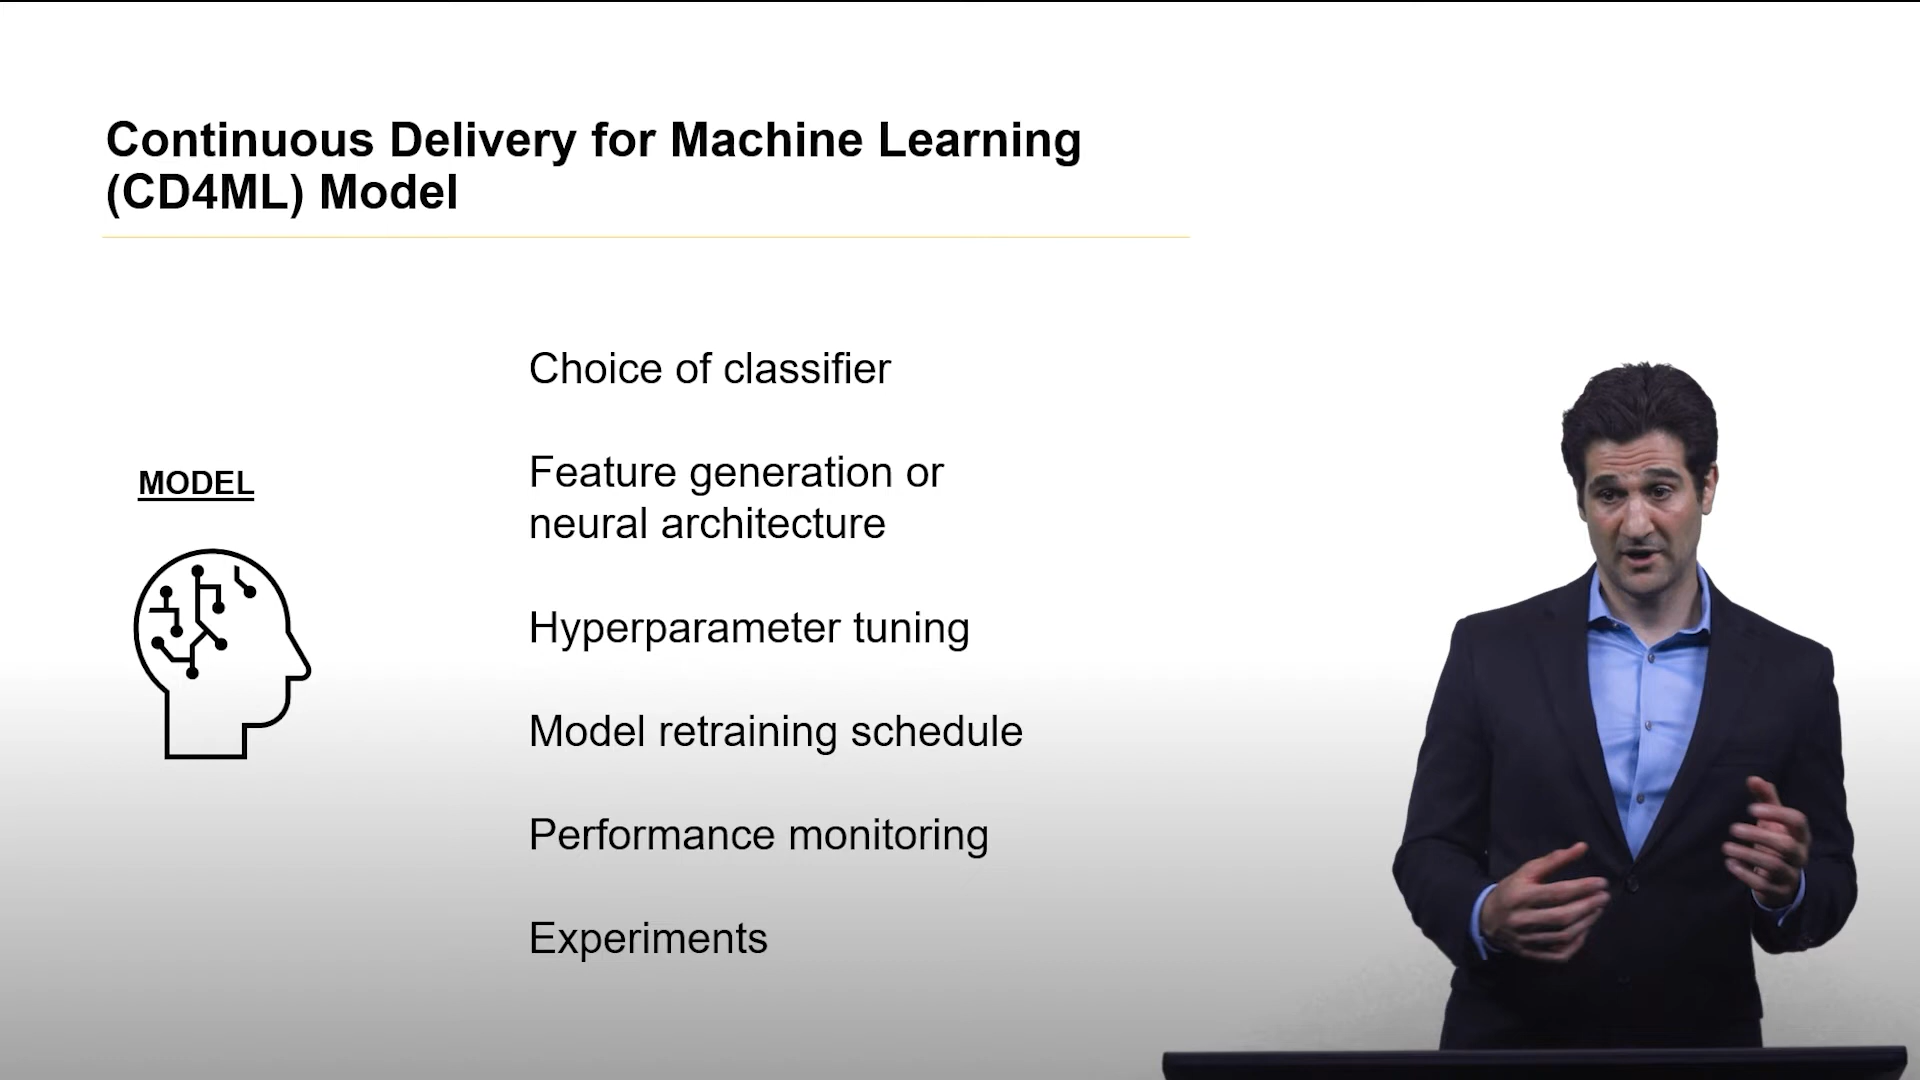 Continuous Delivery for Machine Learning
(CD4ML) Model
MODEL
Choice of classifier
Feature generation or
neural architecture
Hyperparameter tuning
Model retraining schedule
Performance monitoring
Experiments